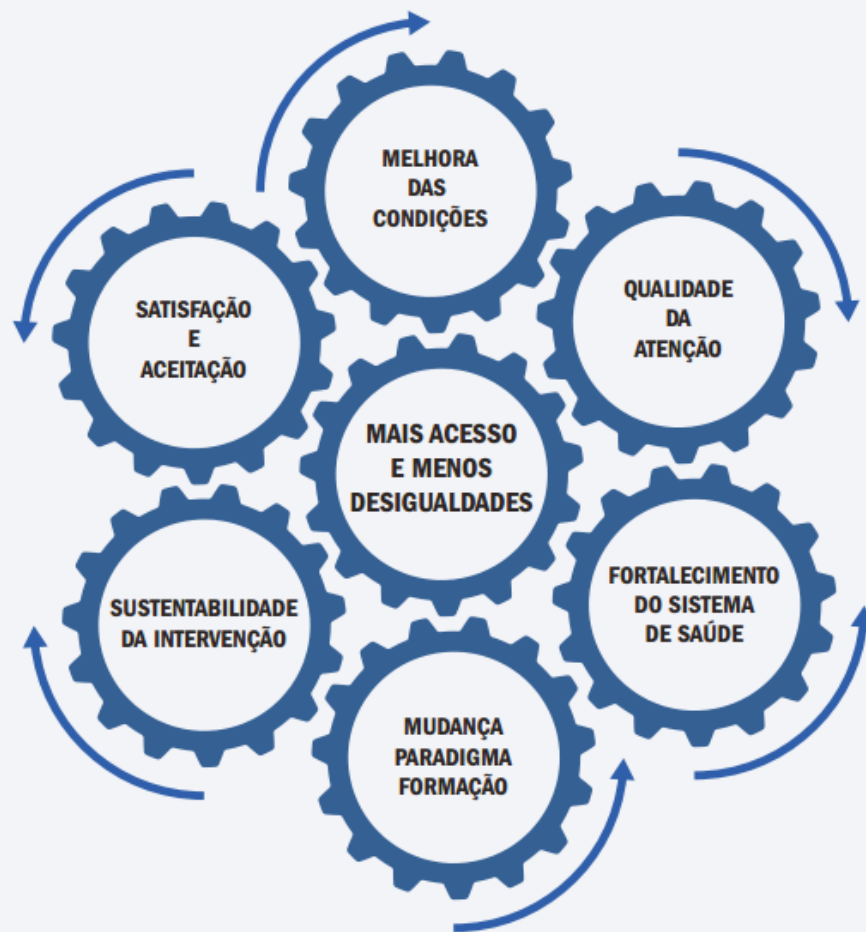 MELHORA
DAS
CONDIÇÕES
SATISFAÇÃO
E
ACEITAÇÃO
QUALIDADE
DA
ATENÇÃO
MAIS ACESSO
E MENOS
DESIGUALDADES
SUSTENTABILIDADE
DA INTERVENÇÃO
FORTALECIMENTO
DO SISTEMA
DE SAÚDE
MUDANÇA
PARADIGMA
FORMAÇÃO